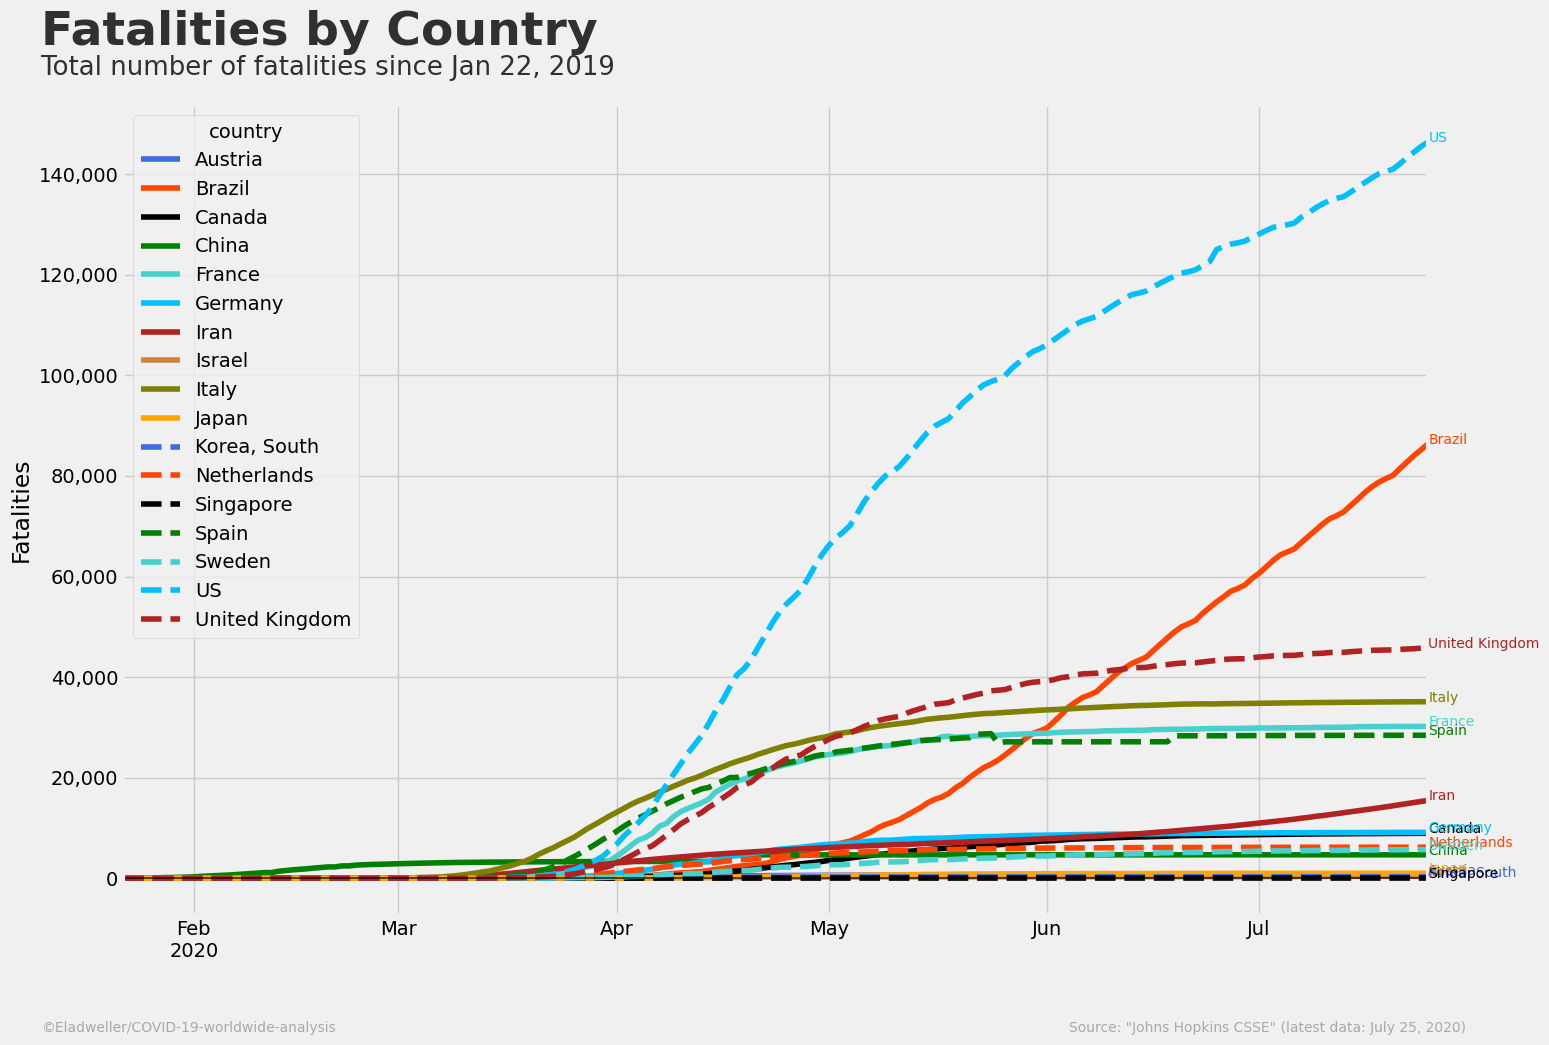 Fatalities by Country
Total number of fatalities since Jan 22, 2019
country
Austria
Brazil
Canada
China
France
Germany
Iran
Israel
Italy
Japan
Korea, South
Netherlands
Singapore
Spain
Sweden
US
United Kingdom
Fatalities
140,000
120,000
100,000
80,000
60,000
40,000
20,000
0
Feb
2020
Mar
Apr
May
Jun
Jul
US
Brazil
United Kingdom
Italy
France
Spain
Iran
Canada
Germany
Netherlands
China
Singapore
©Eladweller/COVID-19-worldwide-analysis
Source: "Johns Hopkins CSSE" (latest data: July 25, 2020)